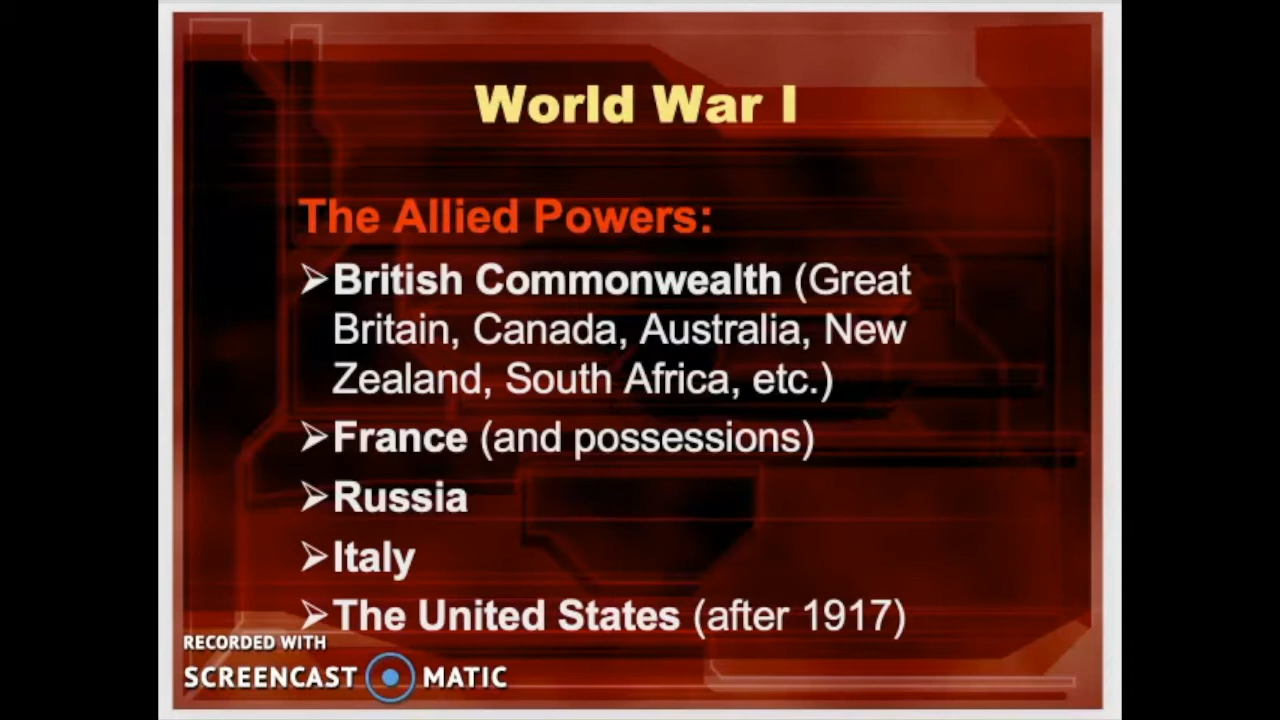 World War I
The Allied Powers:
➢British Commonwealth (Great
Britain, Canada, Australia, New
Zealand, South Africa, etc.)
➢France (and possessions)
➢Russia
➢Italy
➢The United States (after 1917)
RECORDED WITH
SCREENCAST MATIC